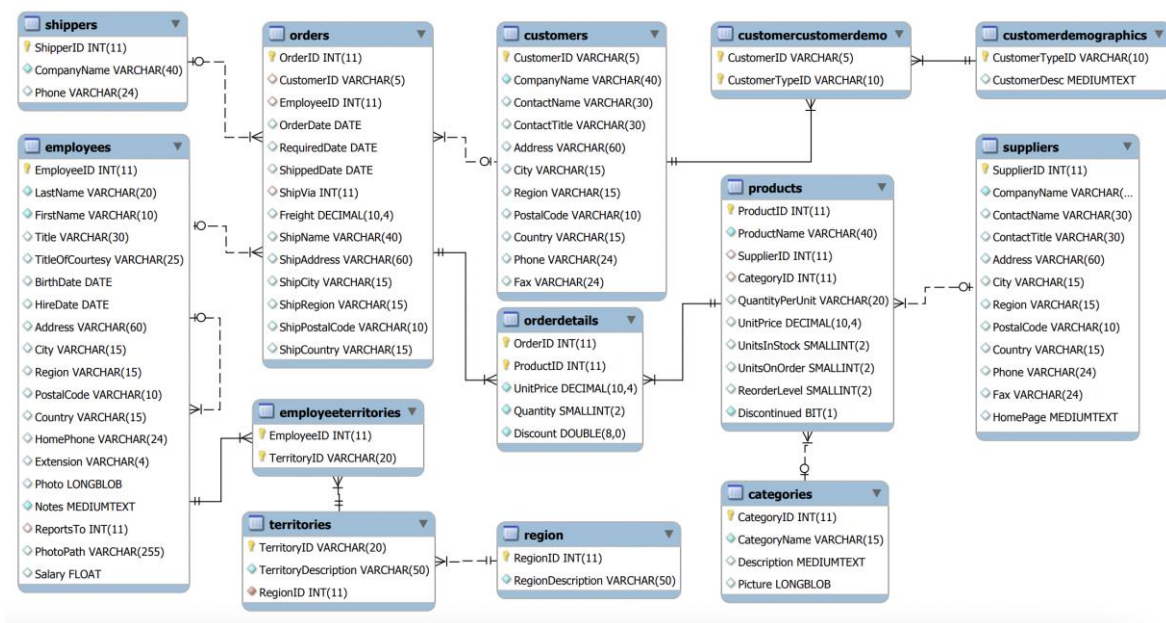 shippers
ShipperID INT(11)
CompanyName VARCHAR(40)
Phone VARCHAR(24)
employees
EmployeeID INT(11)
LastName VARCHAR(20)
FirstName VARCHAR(10)
Title VARCHAR(30)
TitleOfCourtesy VARCHAR(25)
BirthDate DATE
HireDate DATE
Address VARCHAR(60)
City VARCHAR(15)
Region VARCHAR(15)
PostalCode VARCHAR(10)
Country VARCHAR(15)
HomePhone VARCHAR(24)
Extension VARCHAR(4)
Photo LONGBLOB
Notes MEDIUMTEXT
ReportsTo INT(11)
PhotoPath VARCHAR(255)
Salary FLOAT
orders
OrderID INT(11)
CustomerID VARCHAR(5)
EmployeeID INT(11)
OrderDate DATE
RequiredDate DATE
ShippedDate DATE
ShipVia INT(11)
Freight DECIMAL(10,4)
ShipName VARCHAR(40)
ShipAddress VARCHAR(60)
ShipCity VARCHAR(15)
ShipRegion VARCHAR(15)
ShipPostalCode VARCHAR(10)
ShipCountry VARCHAR(15)
employeeterritories
EmployeeID INT(11)
TerritoryID VARCHAR(20)
territories
TerritoryID VARCHAR(20)
TerritoryDescription VARCHAR(50)
RegionID INT(11)
customers
CustomerID VARCHAR(5)
CompanyName VARCHAR(40)
ContactName VARCHAR(30)
ContactTitle VARCHAR(30)
Address VARCHAR(60)
City VARCHAR(15)
Region VARCHAR(15)
PostalCode VARCHAR(10)
Country VARCHAR(15)
Phone VARCHAR(24)
Fax VARCHAR(24)
orderdetails
OrderID INT(11)
ProductID INT(11)
UnitPrice DECIMAL(10,4)
Quantity SMALLINT(2)
Discount DOUBLE(8,0)
region
RegionID INT(11)
RegionDescription VARCHAR(50)
customercustomerdemo
CustomerID VARCHAR(5)
CustomerTypeID VARCHAR(10)
products
ProductID INT(11)
ProductName VARCHAR(40)
SupplierID INT(11)
CategoryID INT(11)
QuantityPerUnit VARCHAR(20)
UnitPrice DECIMAL(10,4)
UnitsInStock SMALLINT(2)
UnitsOnOrder SMALLINT(2)
ReorderLevel SMALLINT(2)
Discontinued BIT(1)
categories
CategoryID INT(11)
CategoryName VARCHAR(15)
Description MEDIUMTEXT
Picture LONGBLOB
customerdemographics
CustomerTypeID VARCHAR(10)
CustomerDesc MEDIUMTEXT
suppliers
SupplierID INT(11)
CompanyName VARCHAR(...
ContactName VARCHAR(30)
ContactTitle VARCHAR(30)
Address VARCHAR(60)
City VARCHAR(15)
Region VARCHAR(15)
PostalCode VARCHAR(10)
Country VARCHAR(15)
Phone VARCHAR(24)
Fax VARCHAR(24)
HomePage MEDIUMTEXT